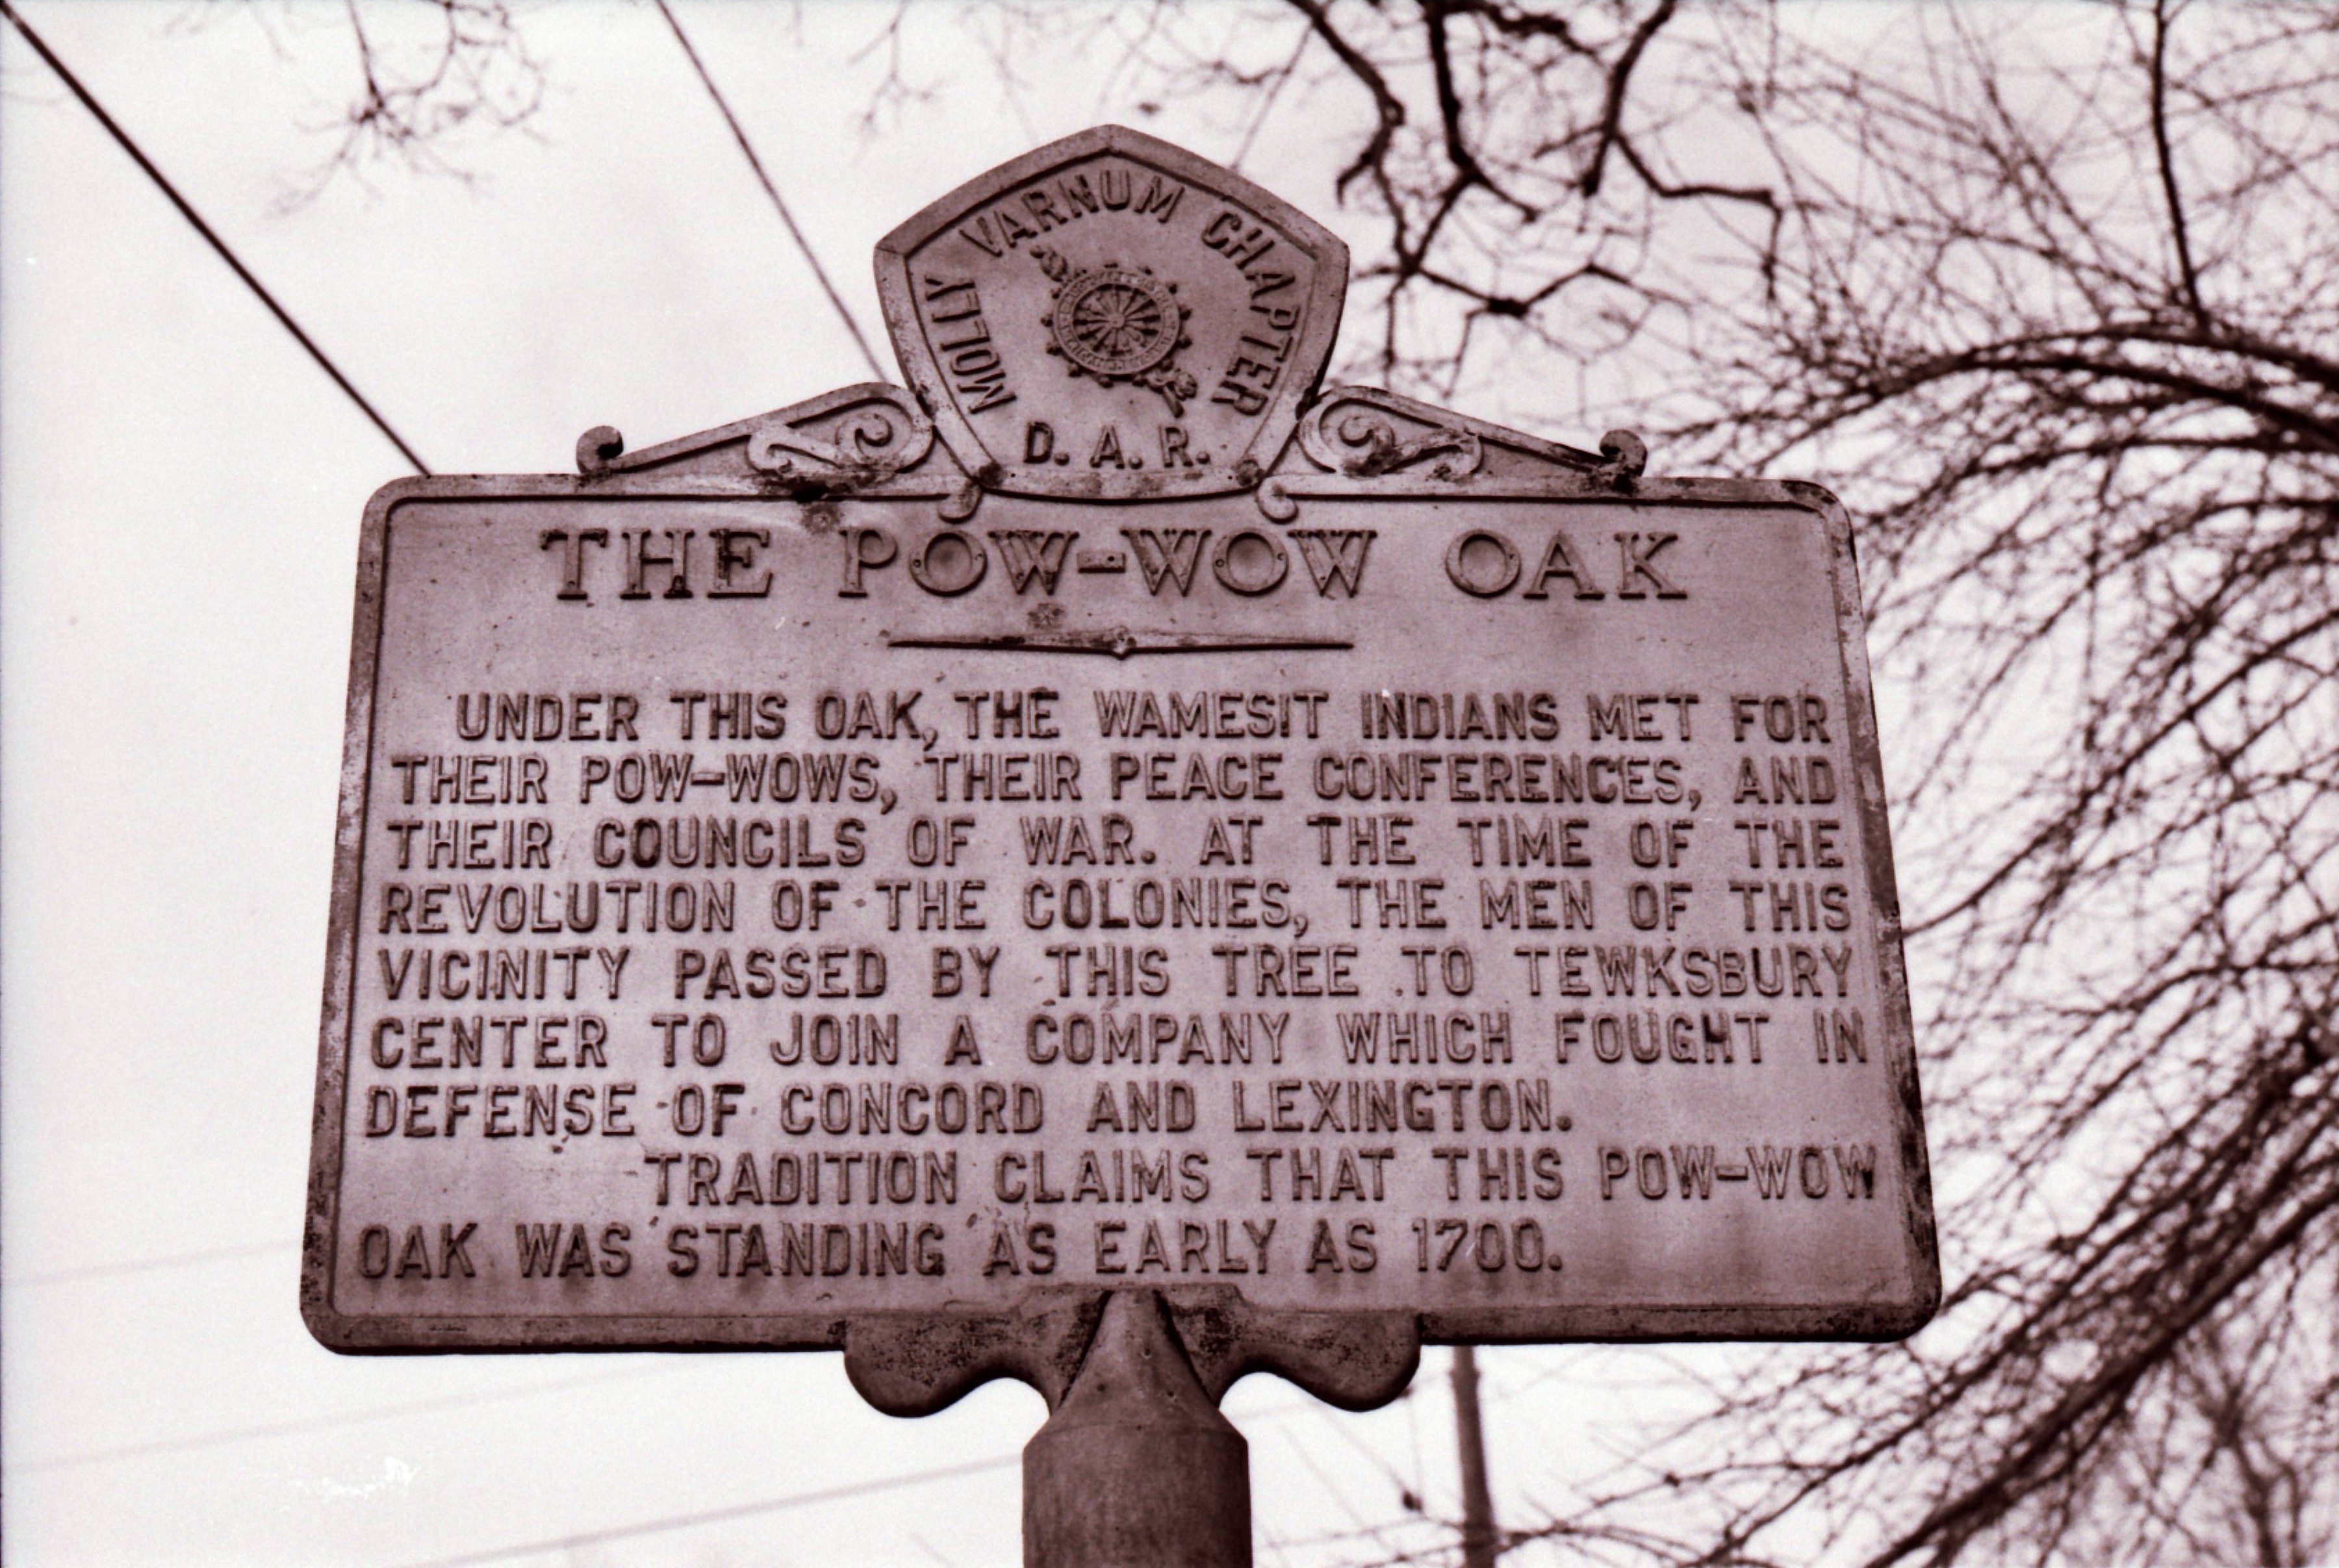 MOLLY VARNUM CHAPTER
D. A. R.
THE POW-WOW OAK
UNDER THIS OAK, THE WAMESIT INDIANS MET FOR
THEIR POW-WOWS, THEIR PEACE CONFERENCES, AND
THEIR COUNCILS OF WAR. AT THE TIME OF THE
REVOLUTION OF THE COLONIES, THE MEN OF THIS
VICINITY PASSED BY THIS TREE TO TEWKSBURY
CENTER TO JOIN A COMPANY WHICH FOUGHT IN
DEFENSE OF CONCORD AND LEXINGTON.
TRADITION CLAIMS THAT THIS POW-WOW
OAK WAS STANDING AS EARLY AS 1700.